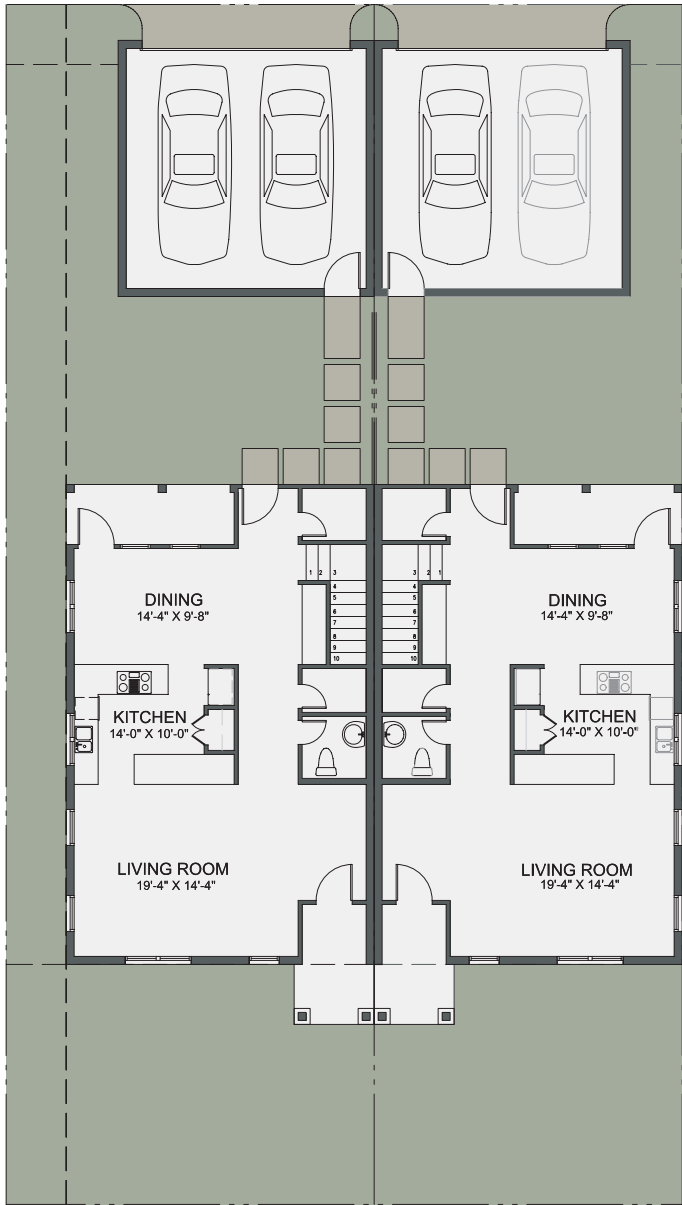 1 2 3
4
5
6
7
8
9
10
3 2 1
4
5
6
7
8
9
10
DINING
14'-4" X 9'-8"
DINING
14'-4" X 9'-8"
KITCHEN
14'-0" X 10'-0"
KITCHEN
14'-0" X 10'-0"
LIVING ROOM
19'-4" X 14'-4"
LIVING ROOM
19'-4" X 14'-4"